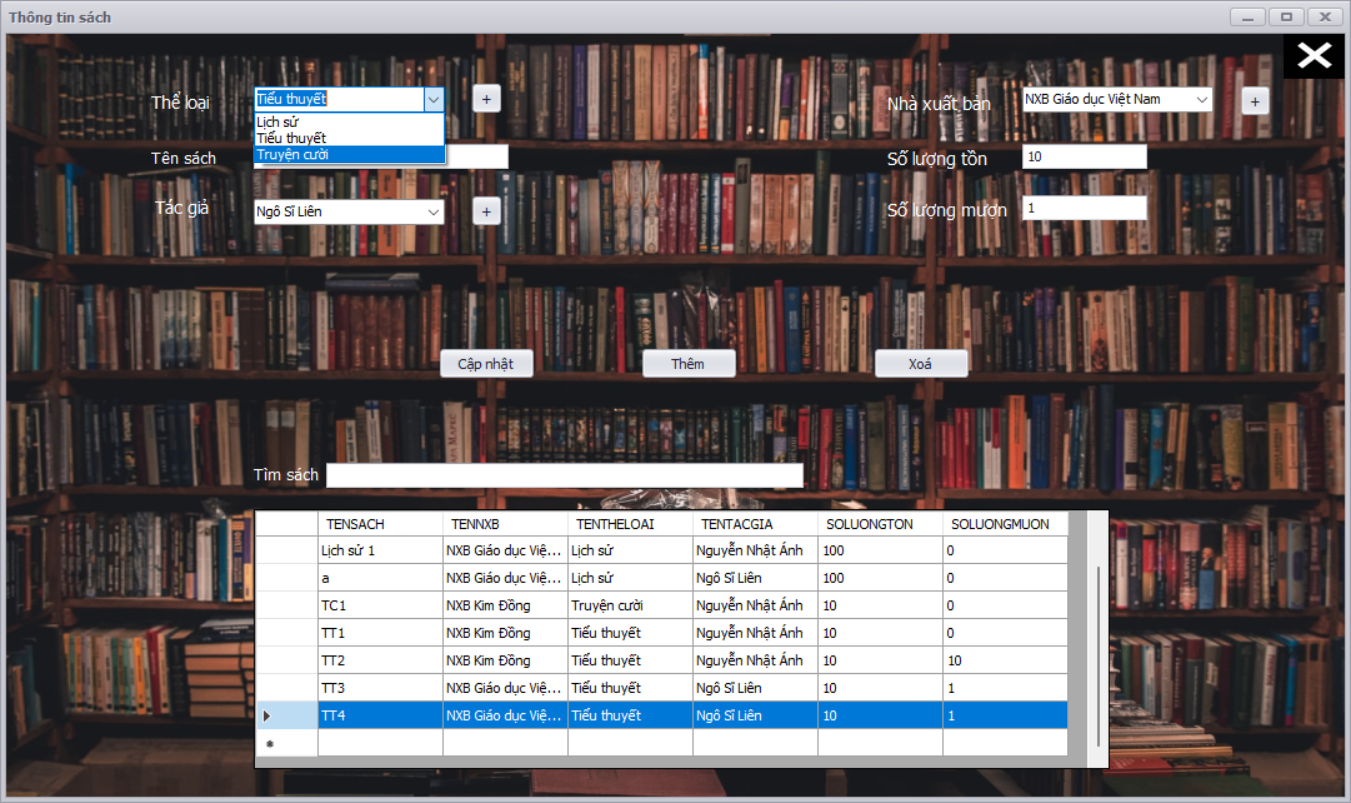 Thông tin sách
Thể loại
Tiểu thuyết
+
Nhà xuất bản
NXB Giáo dục Việt Nam
+
Lịch sử
Tiểu thuyết
Truyện cười
Tên sách
Số lượng tồn
10
Tác giả
Ngô Sĩ Liên
+
Số lượng mượn
1
Cập nhật
Thêm
Xoá
Tìm sách
TENSACH TENNXB TENTHELOAI TENTACGIA SOLUONGTON SOLUONGMUON
Lịch sử 1 NXB Giáo dục Việ... Lịch sử Nguyễn Nhật Ánh 100 0
a NXB Giáo dục Việ... Lịch sử Ngô Sĩ Liên 100 0
TC1 NXB Kim Đồng Truyện cười Nguyễn Nhật Ánh 10 0
TT1 NXB Kim Đồng Tiểu thuyết Nguyễn Nhật Ánh 10 0
TT2 NXB Kim Đồng Tiểu thuyết Nguyễn Nhật Ánh 10 10
TT3 NXB Giáo dục Việ... Tiểu thuyết Ngô Sĩ Liên 10 1
TT4 NXB Giáo dục Việ... Tiểu thuyết Ngô Sĩ Liên 10 1